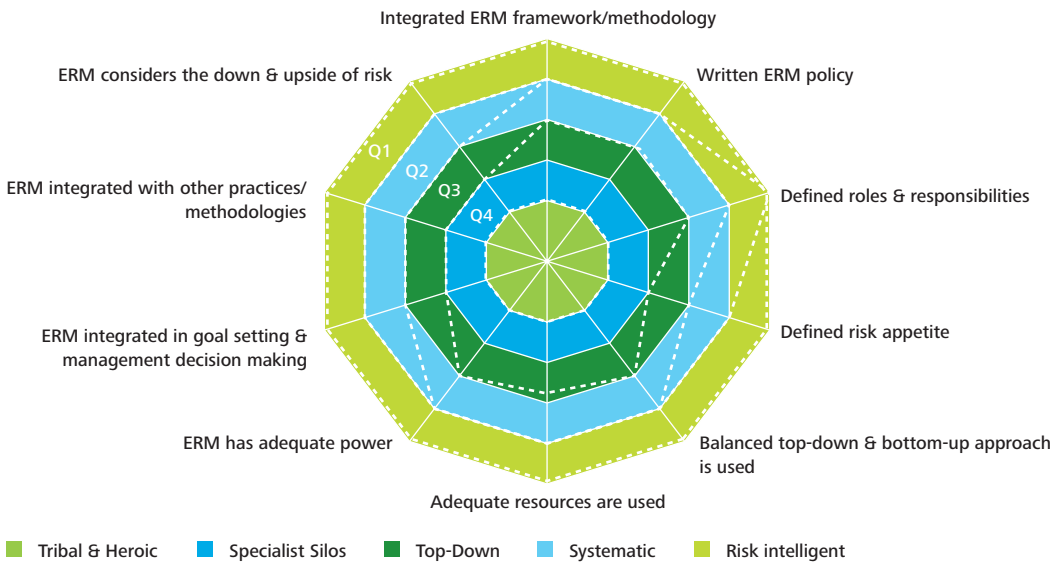 Integrated ERM framework/methodology
ERM considers the down & upside of risk
Written ERM policy
Q1
Q2
Q3
Q4
ERM integrated with other practices/
methodologies
Defined roles & responsibilities
ERM integrated in goal setting &
management decision making
Defined risk appetite
ERM has adequate power
Balanced top-down & bottom-up approach
is used
Adequate resources are used
Tribal & Heroic
Specialist Silos
Top-Down
Systematic
Risk intelligent